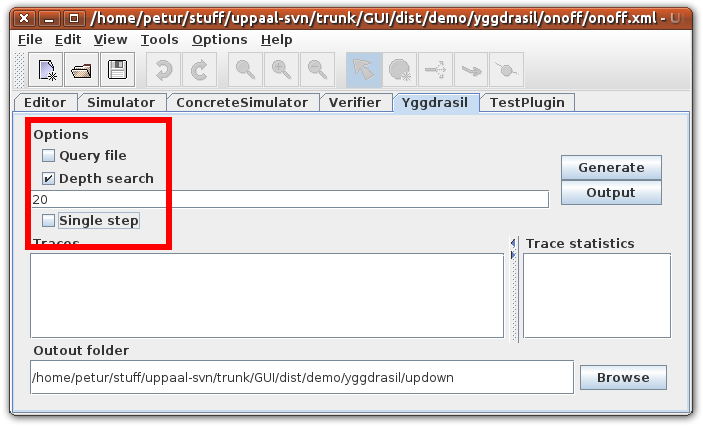 /home/petur/stuff/uppaal-svn/trunk/GUI/dist/demo/yggdrasil/onoff/onoff.xml -
File Edit View Tools Options Help
Editor Simulator ConcreteSimulator Verifier Yggdrasil TestPlugin
Options
Query file
Depth search
20
Single step
Generate
Output
Traces
Trace statistics
Outout folder
/home/petur/stuff/uppaal-svn/trunk/GUI/dist/demo/yggdrasil/updown
Browse